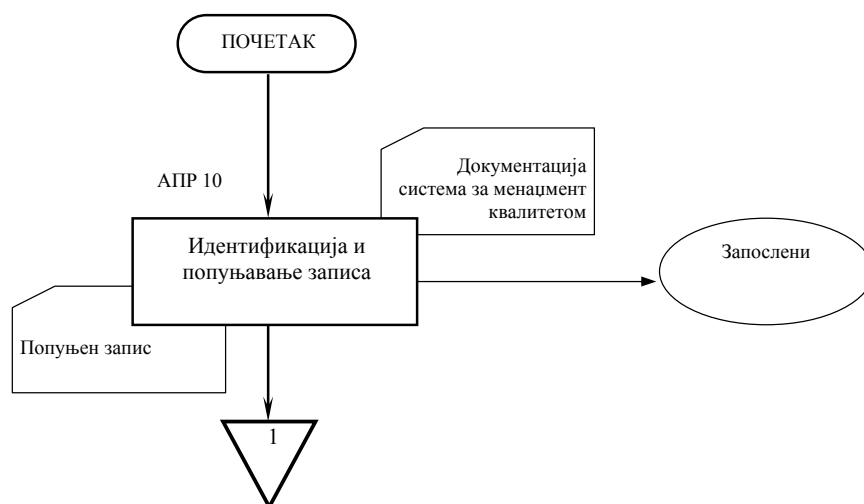 ПОЧЕТАК
Документација
система за менаџмент
квалитетом
АПР 10
Идентификација и
попуњавање записа
Запослени
Попуњен запис
1